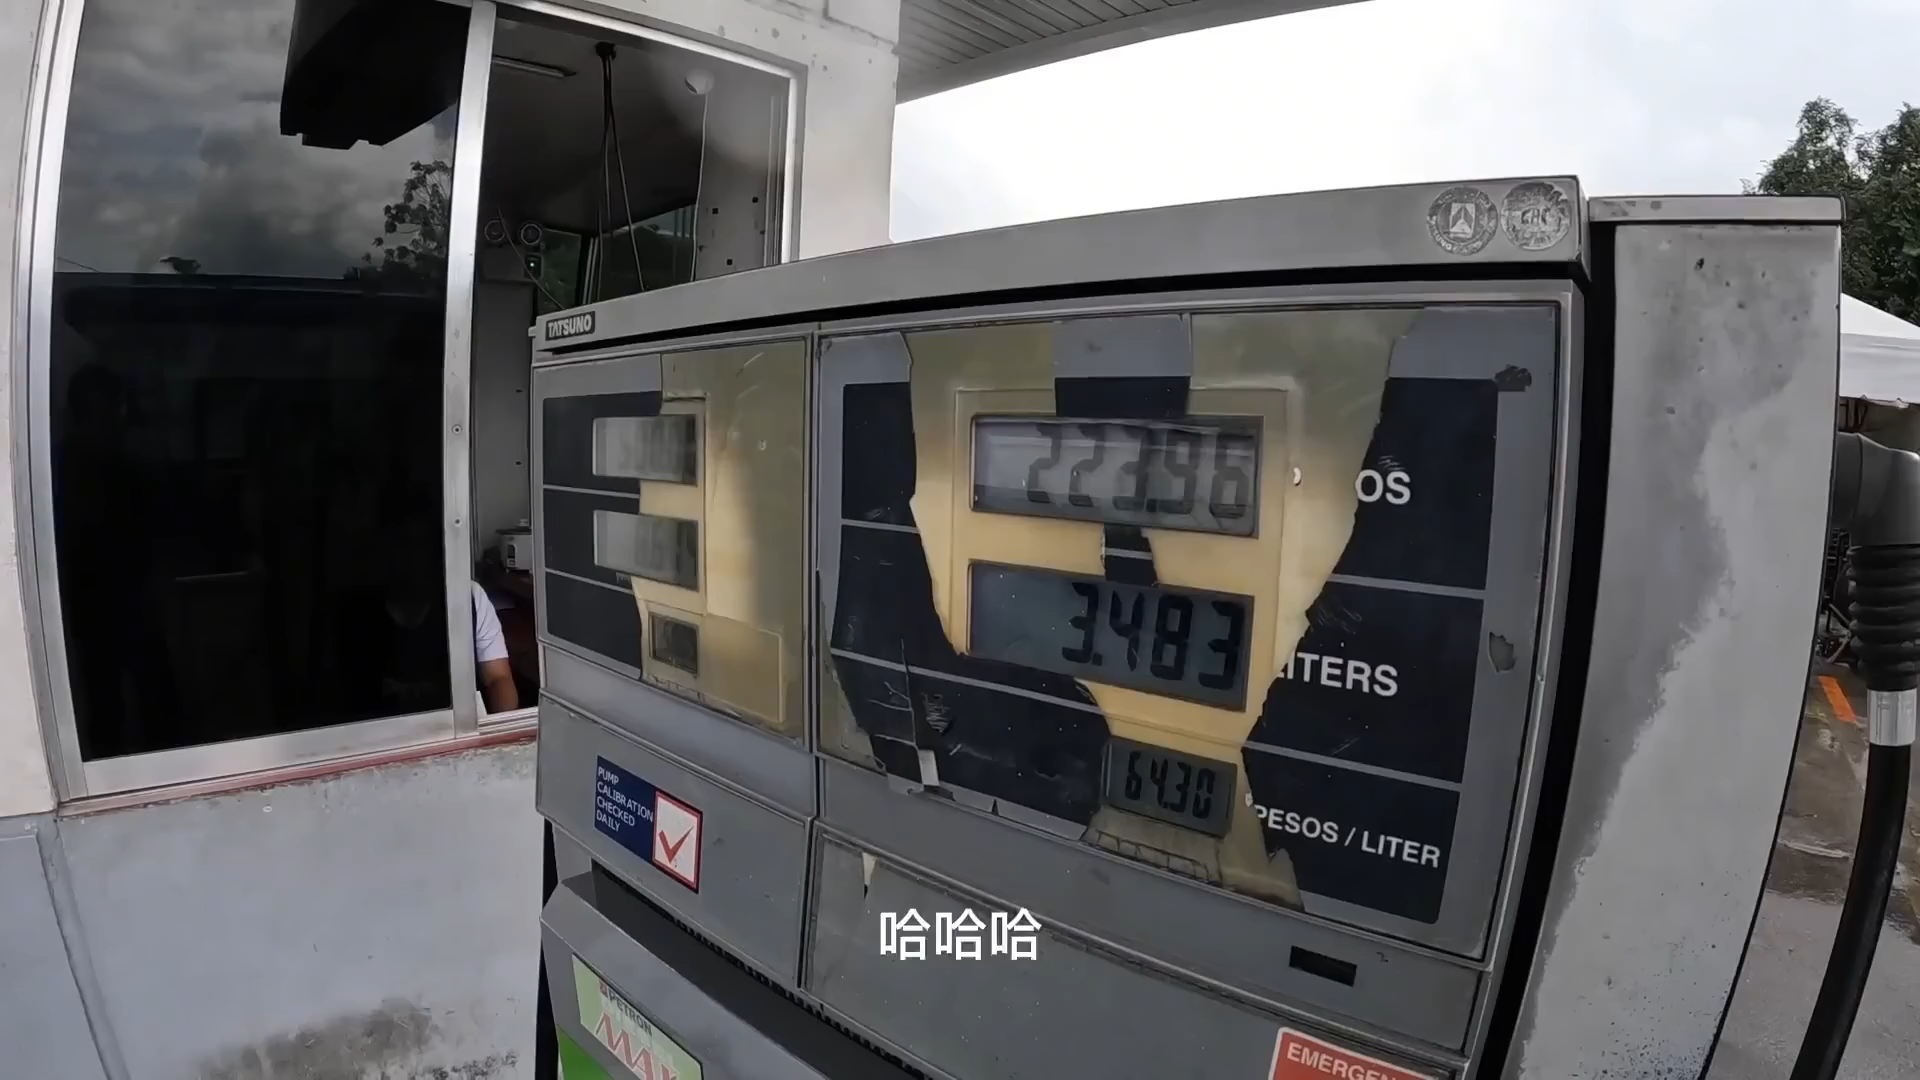 TATSUNO
223.96
OS
3.483
ITERS
64.30
PESOS / LITER
PUMP
CALIBRATION
CHECKED
DAILY
哈哈哈
PETRON
EMERGEN